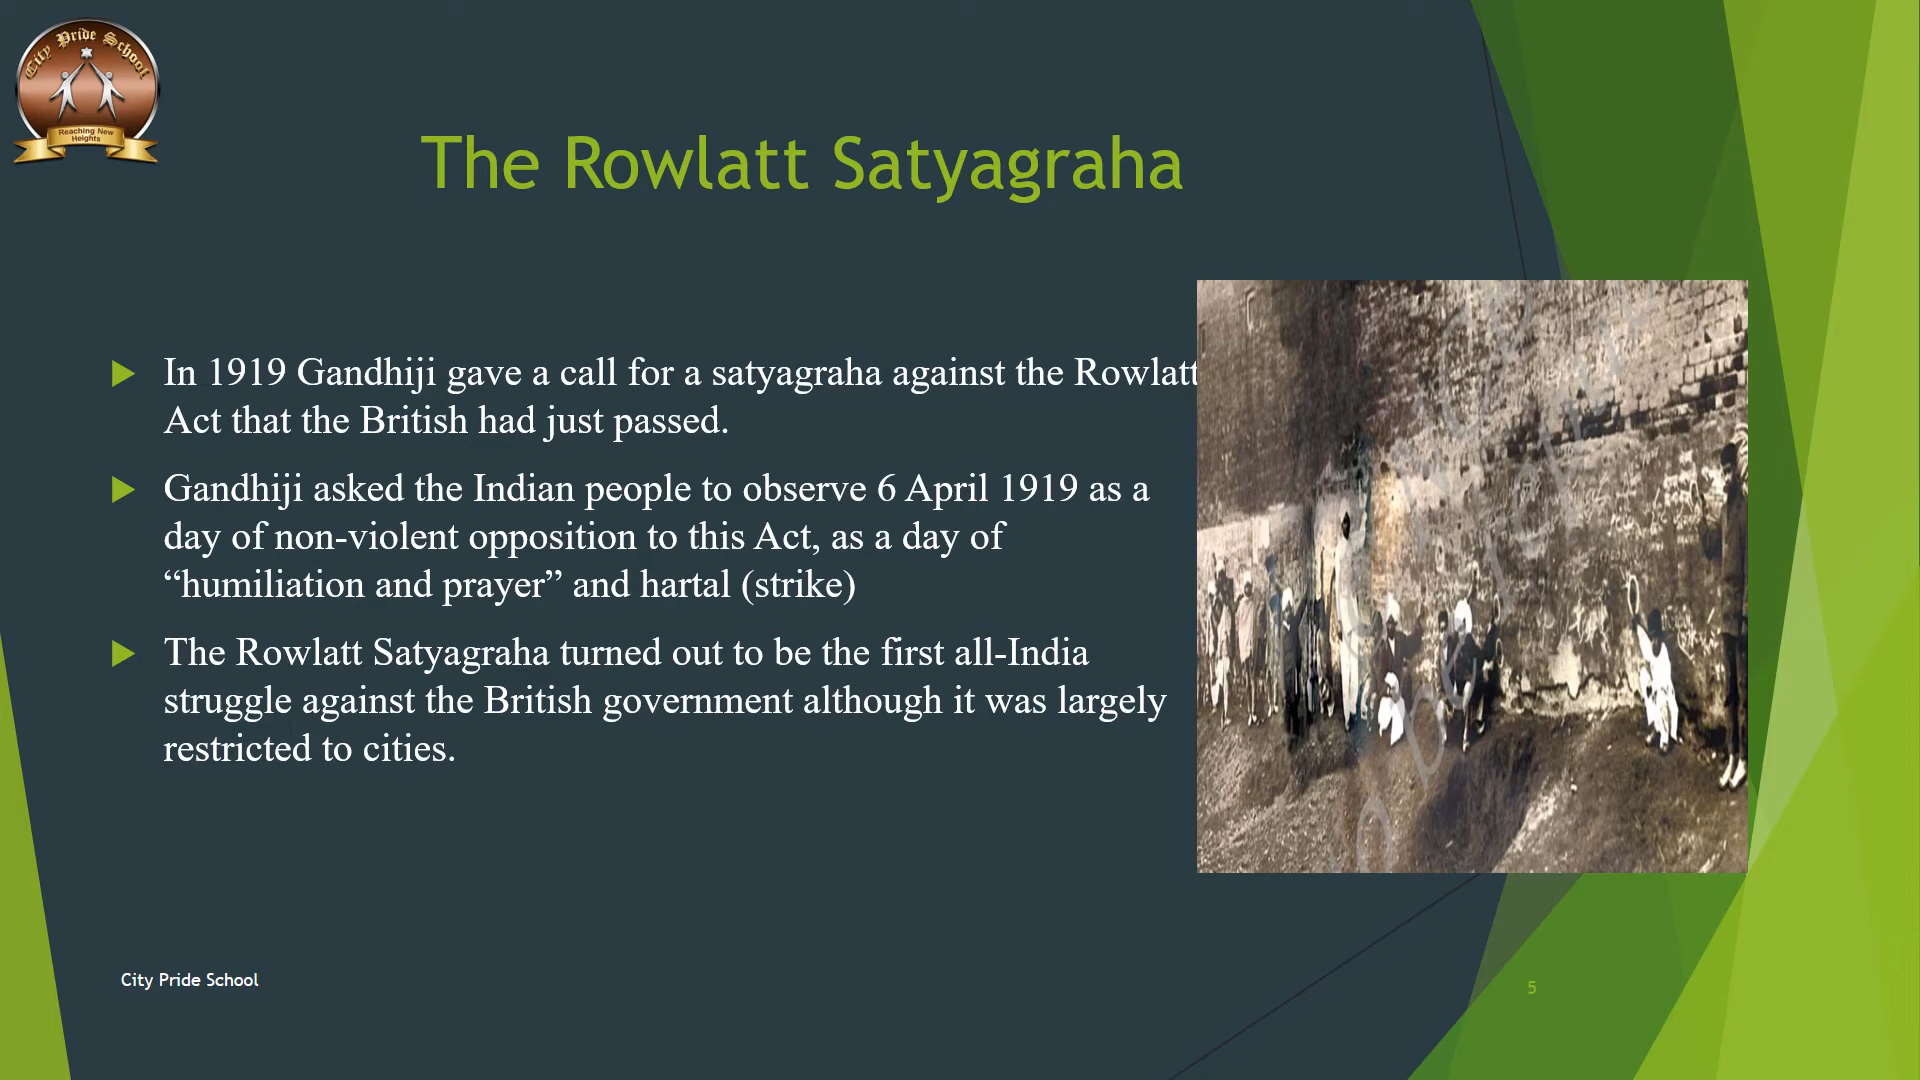 City Pride School
Reaching New
Heights
The Rowlatt Satyagraha
In 1919 Gandhiji gave a call for a satyagraha against the Rowlatt
Act that the British had just passed.
Gandhiji asked the Indian people to observe 6 April 1919 as a
day of non-violent opposition to this Act, as a day of
“humiliation and prayer” and hartal (strike)
The Rowlatt Satyagraha turned out to be the first all-India
struggle against the British government although it was largely
restricted to cities.
City Pride School
5